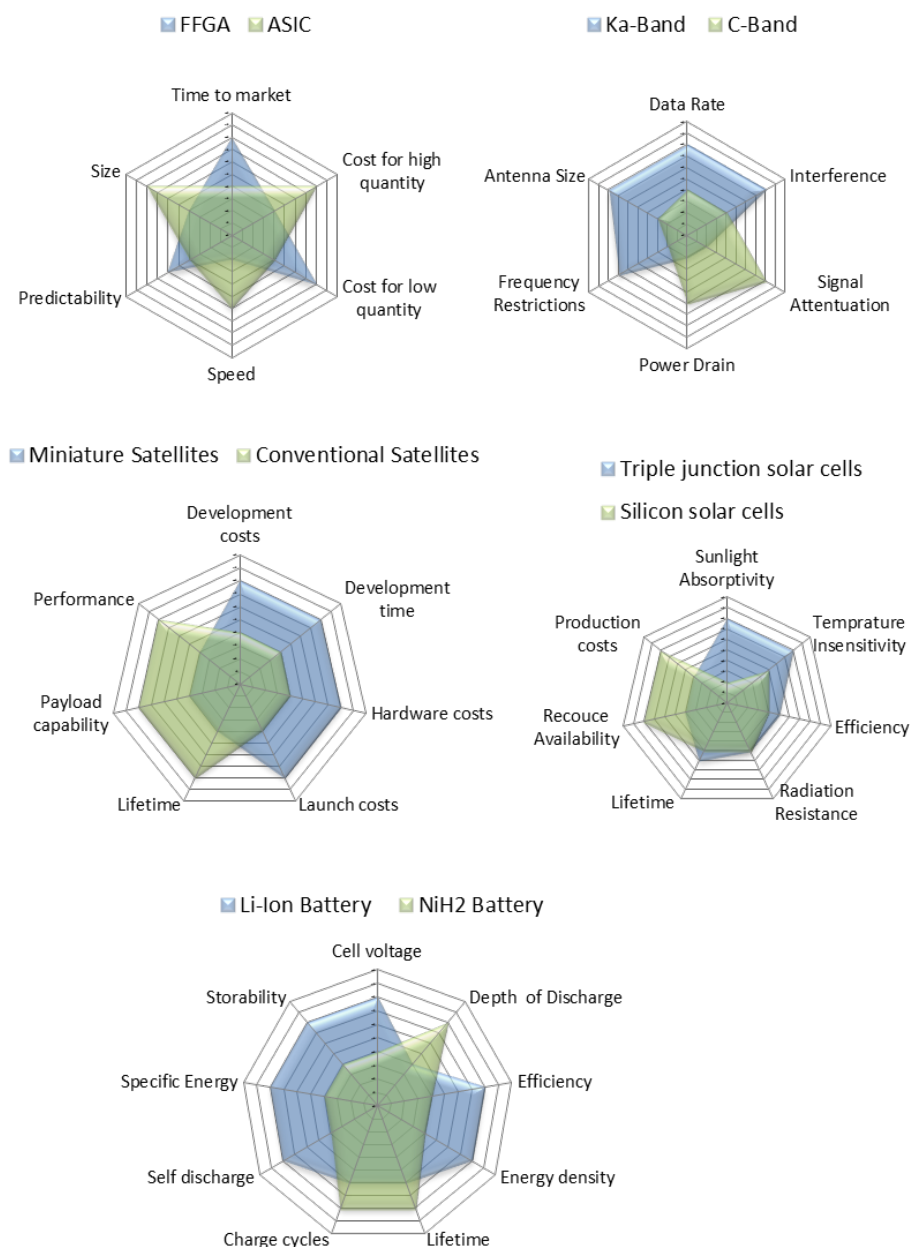 FFGA ASIC
Time to market
Cost for high
quantity
Cost for low
quantity
Speed
Predictability
Size
Ka-Band C-Band
Data Rate
Interference
Signal
Attentuation
Power Drain
Frequency
Restrictions
Antenna Size
Miniature Satellites Conventional Satellites
Development
costs
Development
time
Hardware costs
Launch costs
Lifetime
Payload
capability
Performance
Triple junction solar cells
Silicon solar cells
Sunlight
Absorptivity
Temprature
Insensitivity
Efficiency
Radiation
Resistance
Lifetime
Recouce
Availability
Production
costs
Li-Ion Battery NiH2 Battery
Cell voltage
Depth of Discharge
Efficiency
Energy density
Lifetime
Charge cycles
Self discharge
Specific Energy
Storability